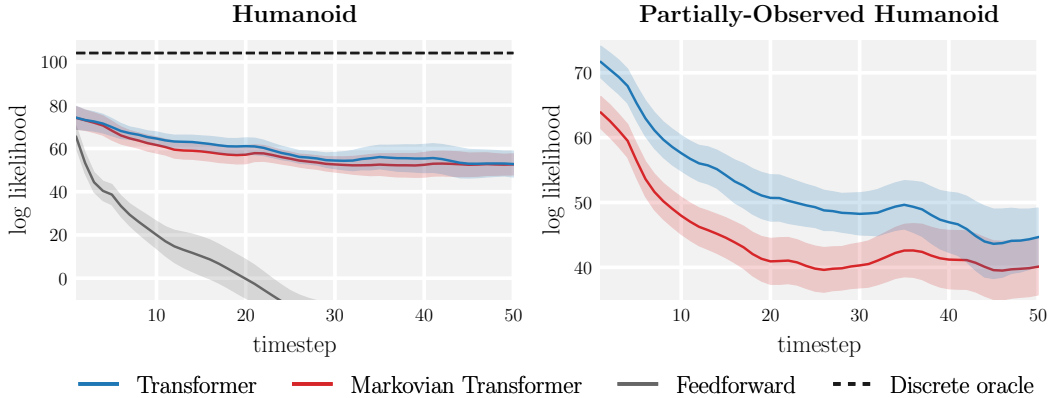 Humanoid
Partially-Observed Humanoid
log likelihood
100
80
60
40
20
0
10
20
30
40
50
timestep
log likelihood
70
60
50
40
10
20
30
40
50
timestep
Transformer
Markovian Transformer
Feedforward
Discrete oracle